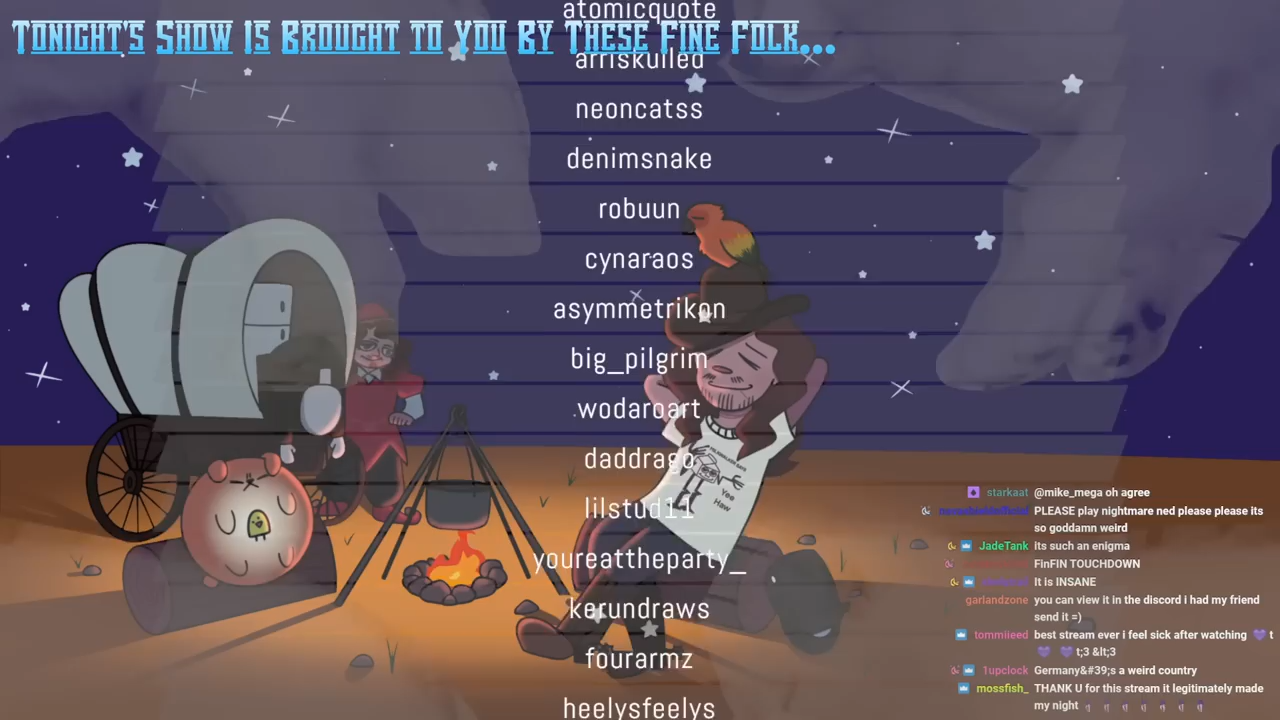 atomicquote
TONIGHT'S SHOW IS BROUGHT TO YOU BY THESE FINE FOLK...
arriskulled
neoncatss
denimsnake
robuun
cynaraos
asymmetrikon
big_pilgrim
wodaroart
daddrago
lilstud11
youreattheparty_
kerundraws
fourarmz
heelysfeelys
Yee
Haw
starkaat @mike_mega oh agree
PLEASE play nightmare ned please please its
so goddamn weird
JadeTank its such an enigma
FinFIN TOUCHDOWN
It is INSANE
garlandzone you can view it in the discord i had my friend
send it =)
tommiieed best stream ever i feel sick after watching 💜 t
💜 💜 t;3 &lt;3
1upclock Germany&#39;s a weird country
mossfish_ THANK U for this stream it legitimately made
my night